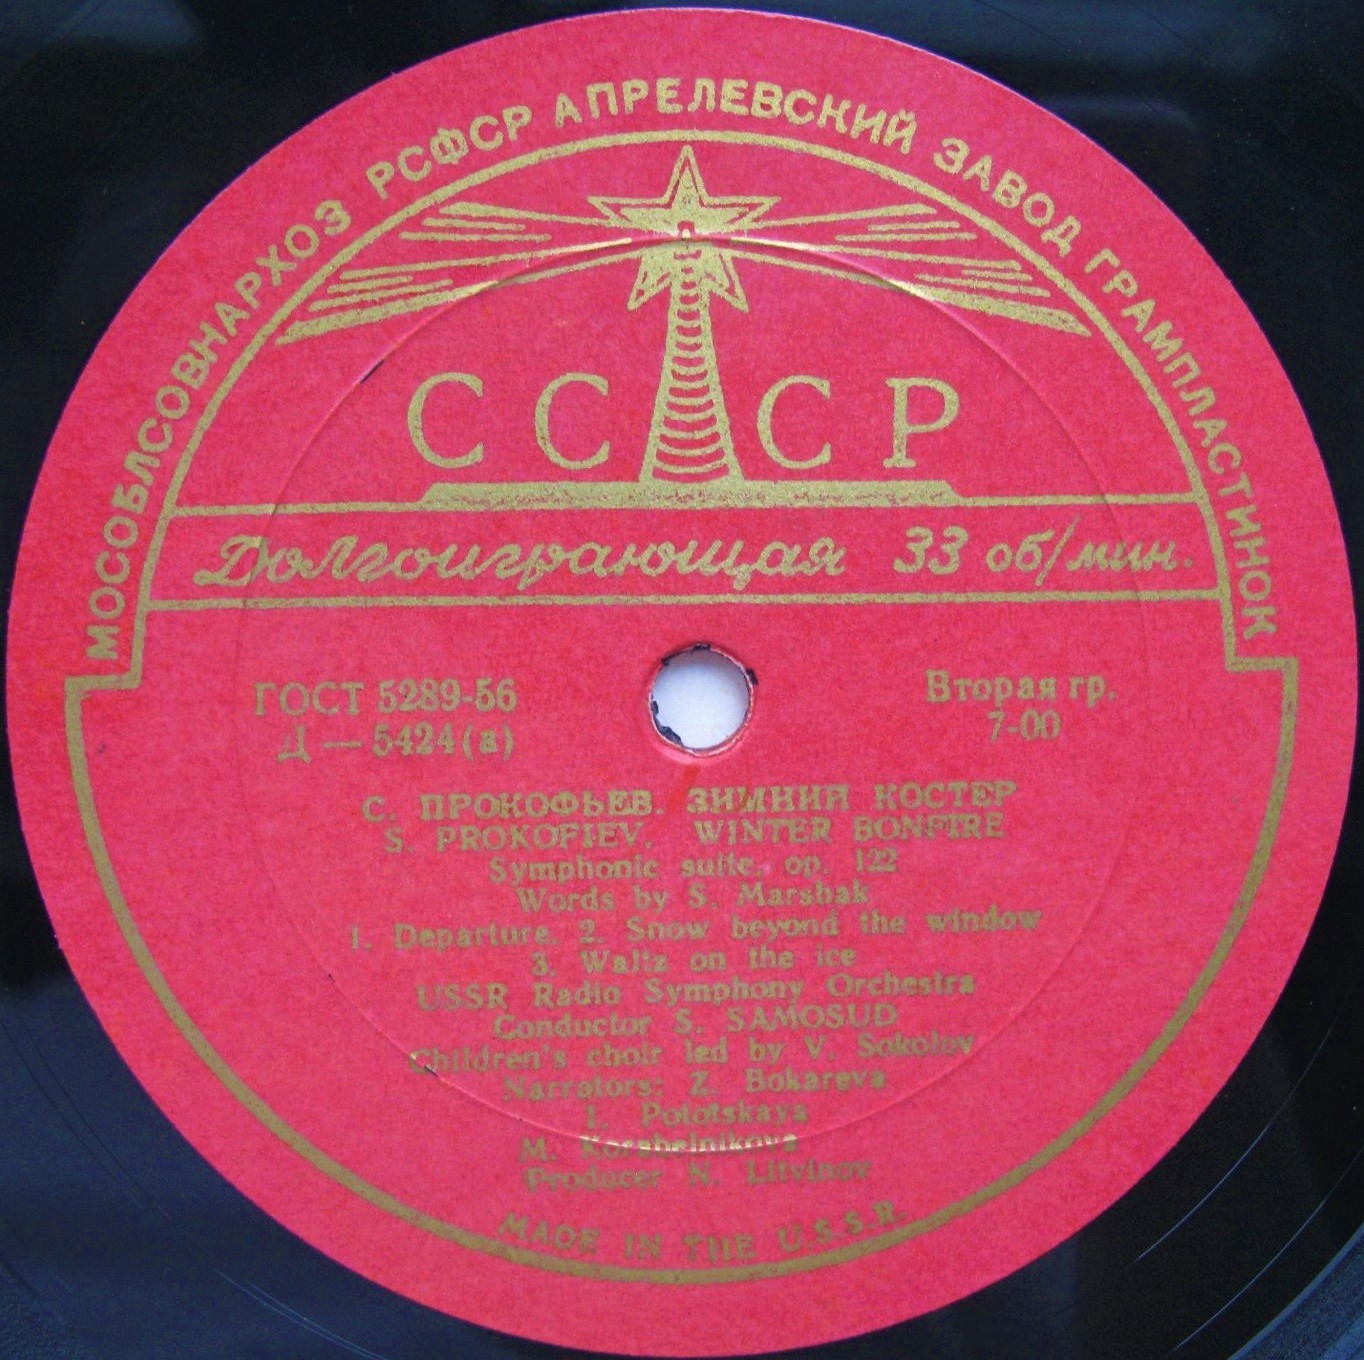 МОСОБЛСОВНАРХОЗ РСФСР АПРЕЛЕВСКИЙ ЗАВОД ГРАМПЛАСТИНОК
СССР
Долгоиграющая 33 об/мин.
ГОСТ 5289-56
Д — 5424 (а)
Вторая гр.
7-00
С. ПРОКОФЬЕВ. ЗИМНИЙ КОСТЕР
S. PROKOFIEV. WINTER BONFIRE
Symphonic suite, op. 122
Words by S. Marshak
1. Departure. 2. Snow beyond the window
3. Waltz on the ice
USSR Radio Symphony Orchestra
Conductor S. SAMOSUD
Children's choir led by V. Sokolov
Narrators: Z. Bokareva
I. Polotskaya
M. Korabelnikova
Producer N. Litvinov
MADE IN THE U.S.S.R.